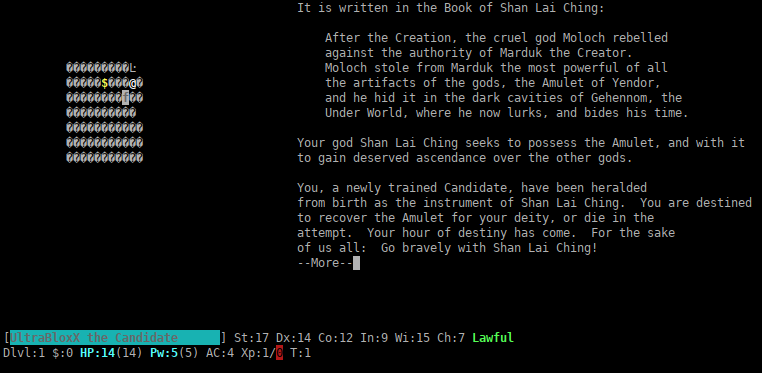 It is written in the Book of Shan Lai Ching:
After the Creation, the cruel god Moloch rebelled
against the authority of Marduk the Creator.
Moloch stole from Marduk the most powerful of all
the artifacts of the gods, the Amulet of Yendor,
and he hid it in the dark cavities of Gehennom, the
Under World, where he now lurks, and bides his time.
Your god Shan Lai Ching seeks to possess the Amulet, and with it
to gain deserved ascendance over the other gods.
You, a newly trained Candidate, have been heralded
from birth as the instrument of Shan Lai Ching.  You are destined
to recover the Amulet for your deity, or die in the
attempt.  Your hour of destiny has come.  For the sake
of us all:  Go bravely with Shan Lai Ching!
--More--
���������Ŀ
�����$���@�
��������f��
����������
�����������
�����������
�����������
[UltraBloxX the Candidate      ] St:17 Dx:14 Co:12 In:9 Wi:15 Ch:7 Lawful
Dlvl:1 $:0 HP:14(14) Pw:5(5) AC:4 Xp:1/0 T:1